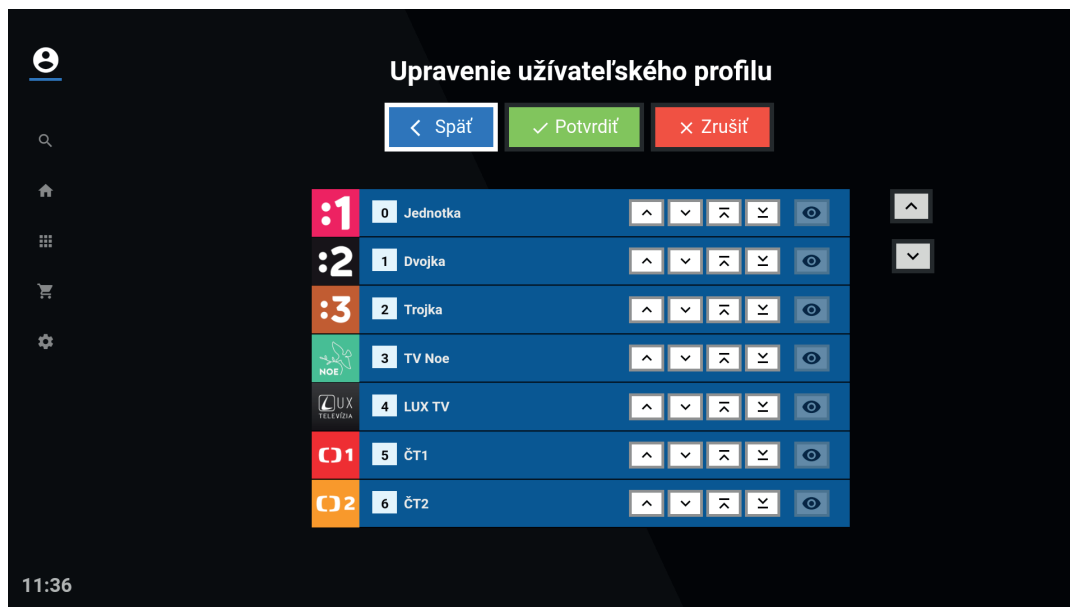 Upravenie užívateľského profilu
Späť Potvrdiť Zrušiť
:1 0 Jednotka
:2 1 Dvojka
:3 2 Trojka
NOE 3 TV Noe
LUX TELEVÍZIA 4 LUX TV
1 5 ČT1
2 6 ČT2
11:36